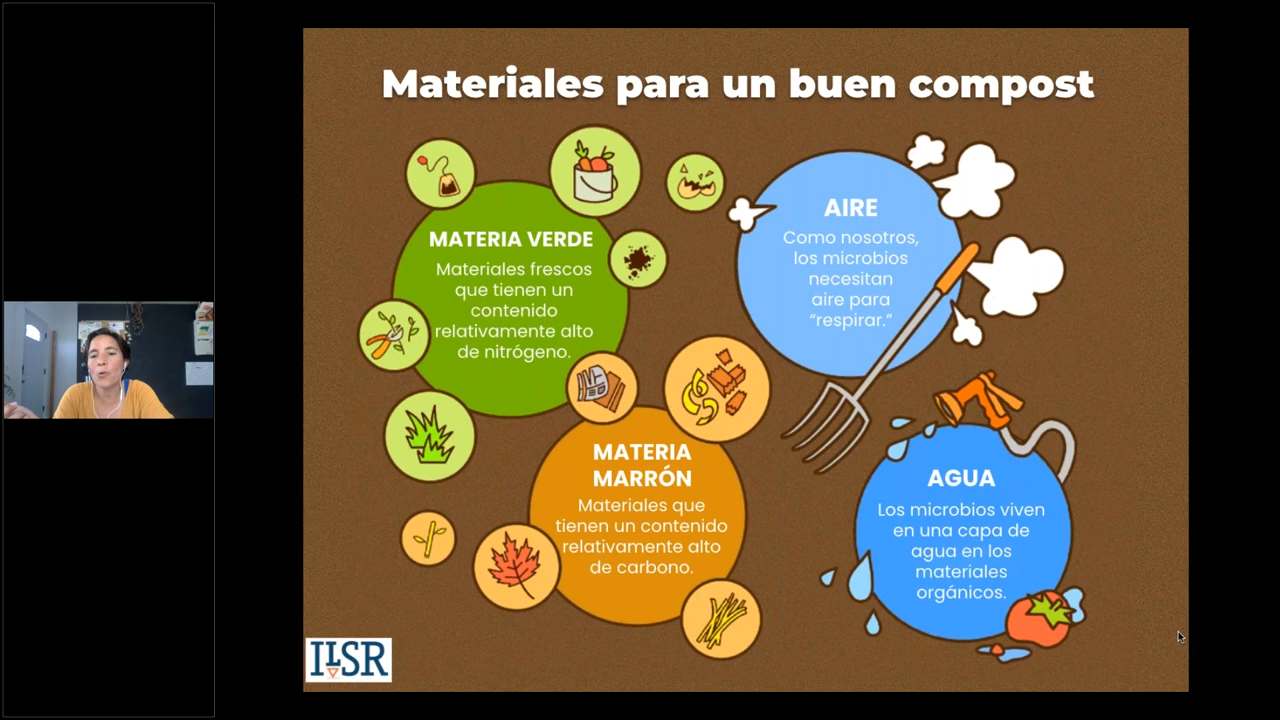 Materiales para un buen compost
MATERIA VERDE
Materiales frescos
que tienen un
contenido
relativamente alto
de nitrógeno.
AIRE
Como nosotros,
los microbios
necesitan
aire para
“respirar.”
MATERIA
MARRÓN
Materiales que
tienen un contenido
relativamente alto
de carbono.
AGUA
Los microbios viven
en una capa de
agua en los
materiales
orgánicos.
ILSR